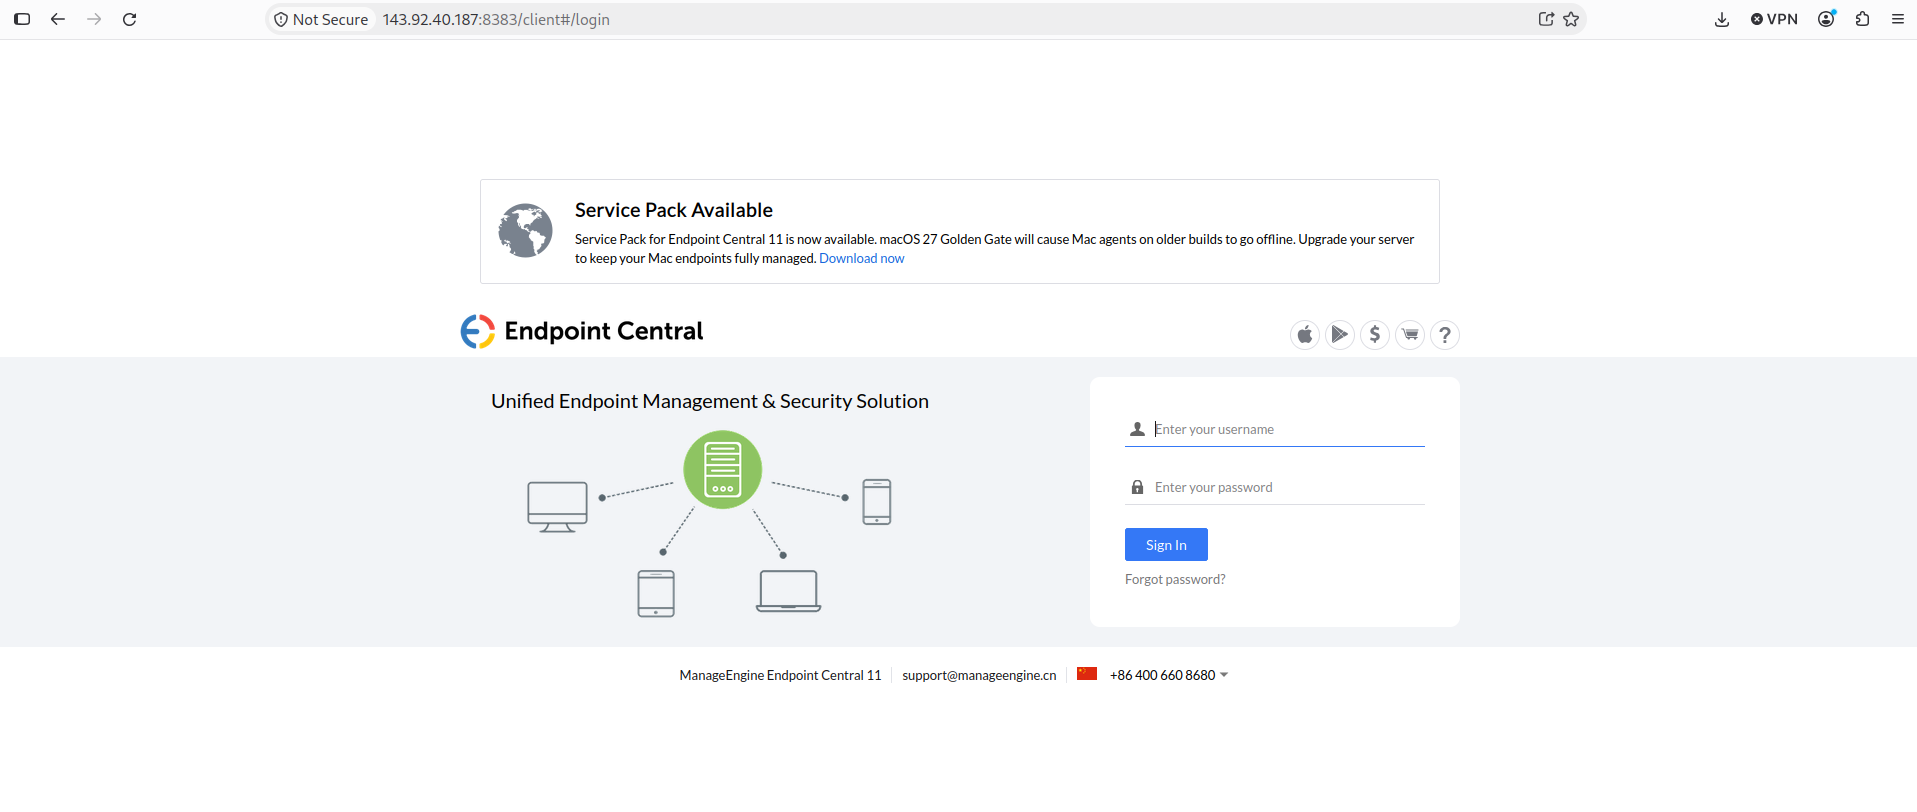 Not Secure 143.92.40.187:8383/client#/login VPN
Service Pack Available
Service Pack for Endpoint Central 11 is now available. macOS 27 Golden Gate will cause Mac agents on older builds to go offline. Upgrade your server
to keep your Mac endpoints fully managed. Download now
Endpoint Central
Unified Endpoint Management & Security Solution
Enter your username
Enter your password
Sign In
Forgot password?
ManageEngine Endpoint Central 11 support@manageengine.cn +86 400 660 8680